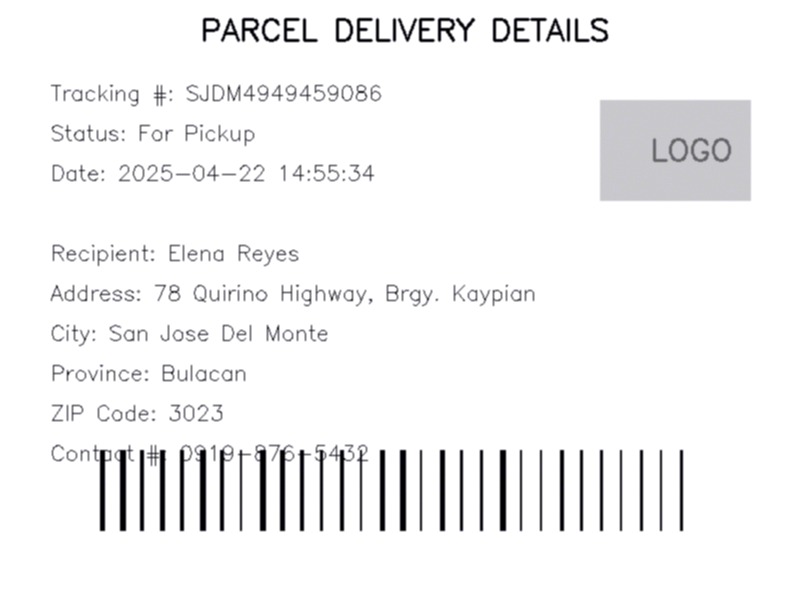 PARCEL DELIVERY DETAILS
Tracking #: SJDM4949459086
Status: For Pickup
Date: 2025-04-22 14:55:34
LOGO
Recipient: Elena Reyes
Address: 78 Quirino Highway, Brgy. Kaypian
City: San Jose Del Monte
Province: Bulacan
ZIP Code: 3023
Contact #: 0919-876-5432